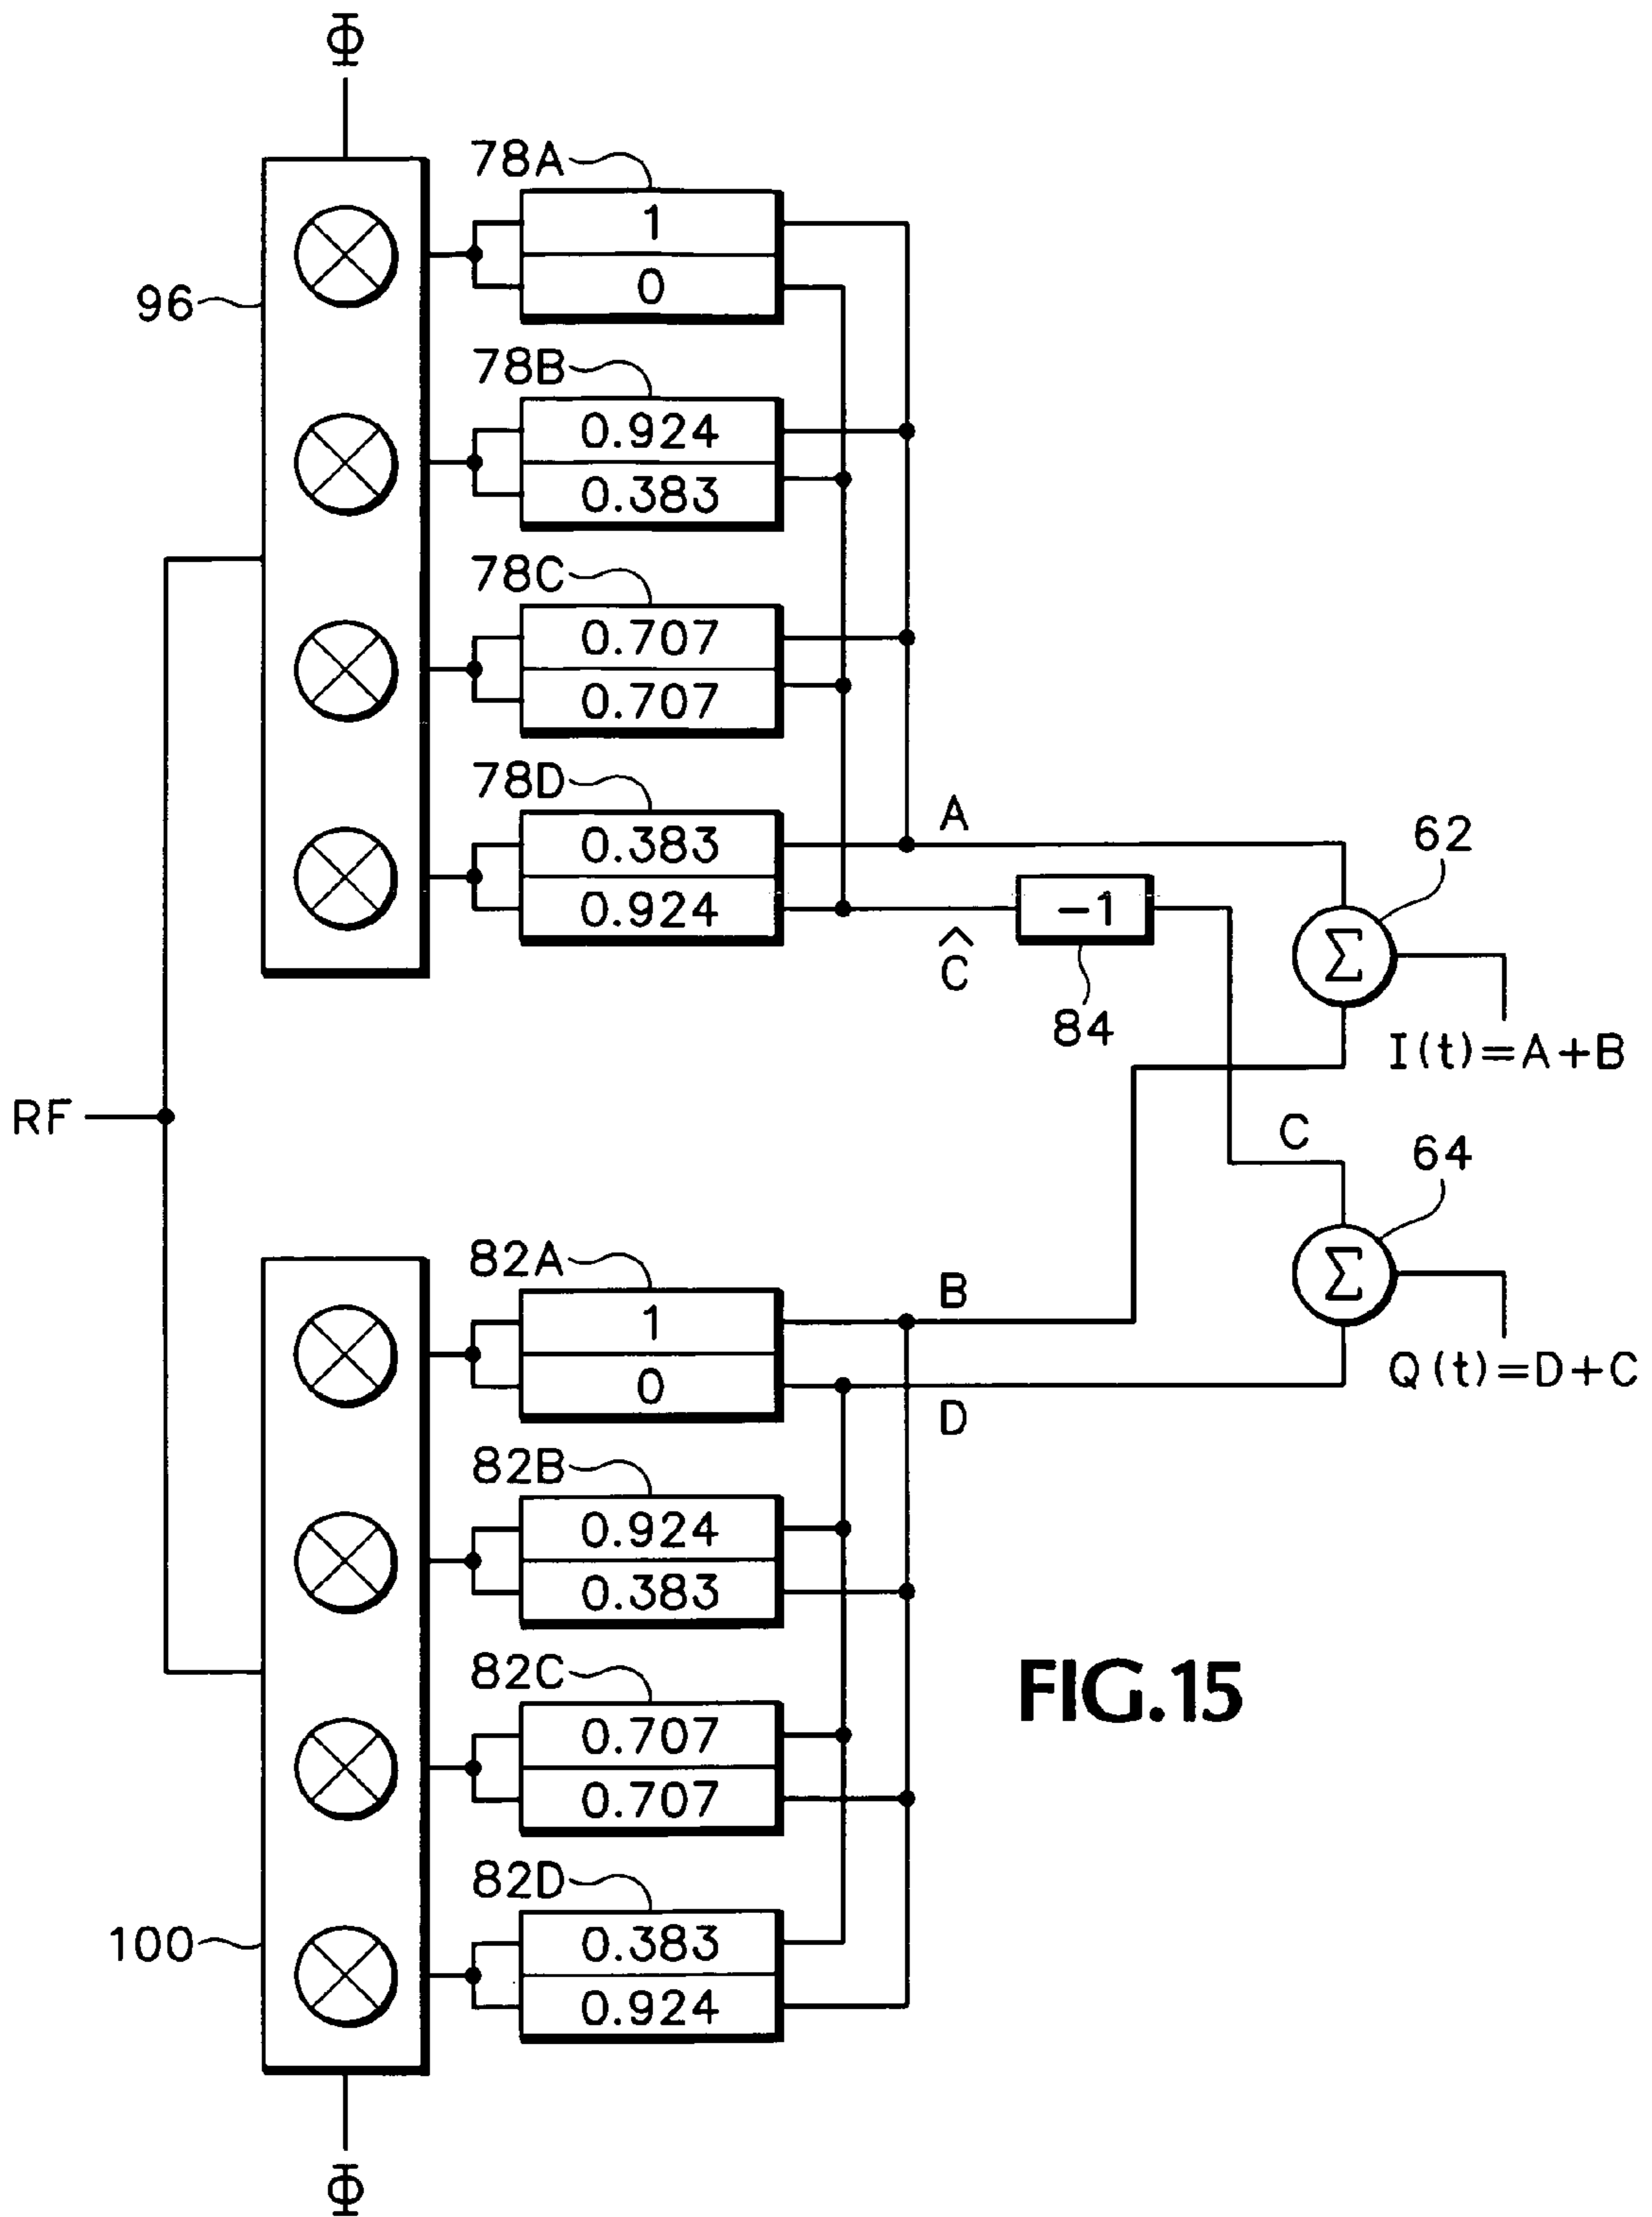 Φ
78A
1
0
96
78B
0.924
0.383
78C
0.707
0.707
78D
0.383
0.924
A
Ĉ
-1
84
62
Σ
I(t)=A+B
RF
C
64
Σ
Q(t)=D+C
82A
1
0
B
D
82B
0.924
0.383
82C
0.707
0.707
FIG.15
82D
0.383
0.924
100
Φ